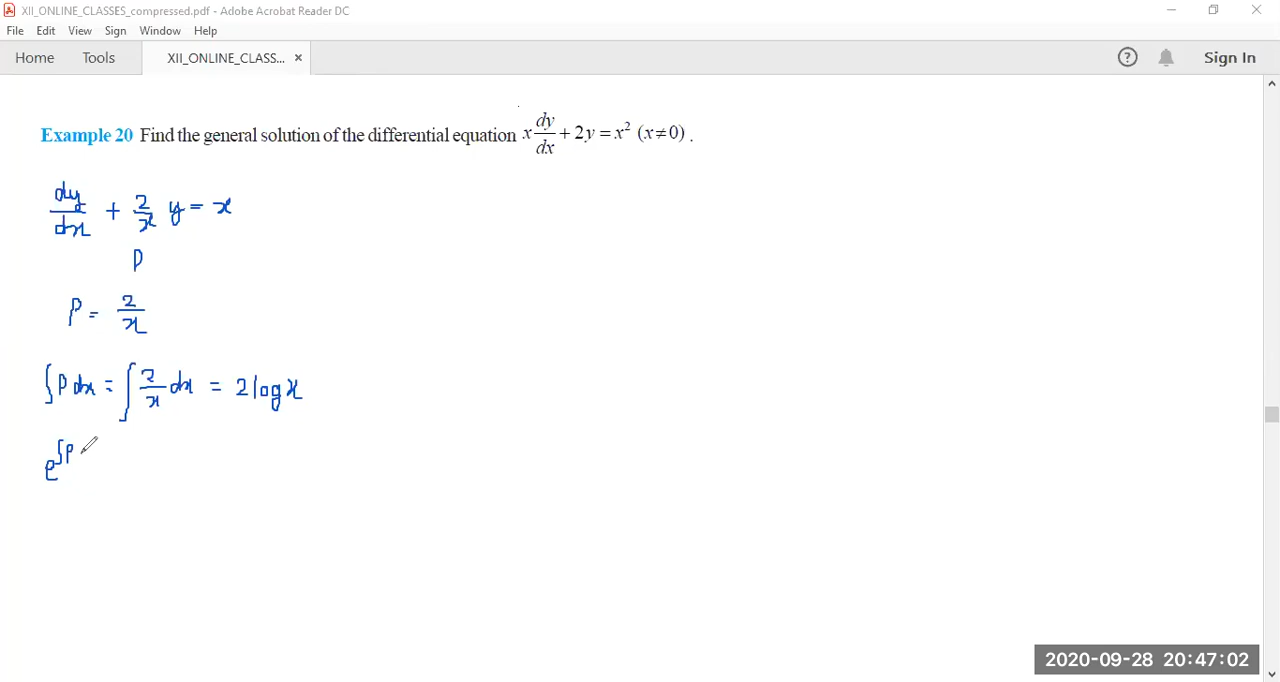 XII_ONLINE_CLASSES_compressed.pdf - Adobe Acrobat Reader DC
File Edit View Sign Window Help
Home Tools XII_ONLINE_CLASS... × Sign In
Example 20 Find the general solution of the differential equation x dy/dx + 2y = x² (x≠0) .
dy/dx + 2/x y = x
P
P = 2/x
∫P dx = ∫ 2/x dx = 2 log x
e^∫P
2020-09-28 20:47:02